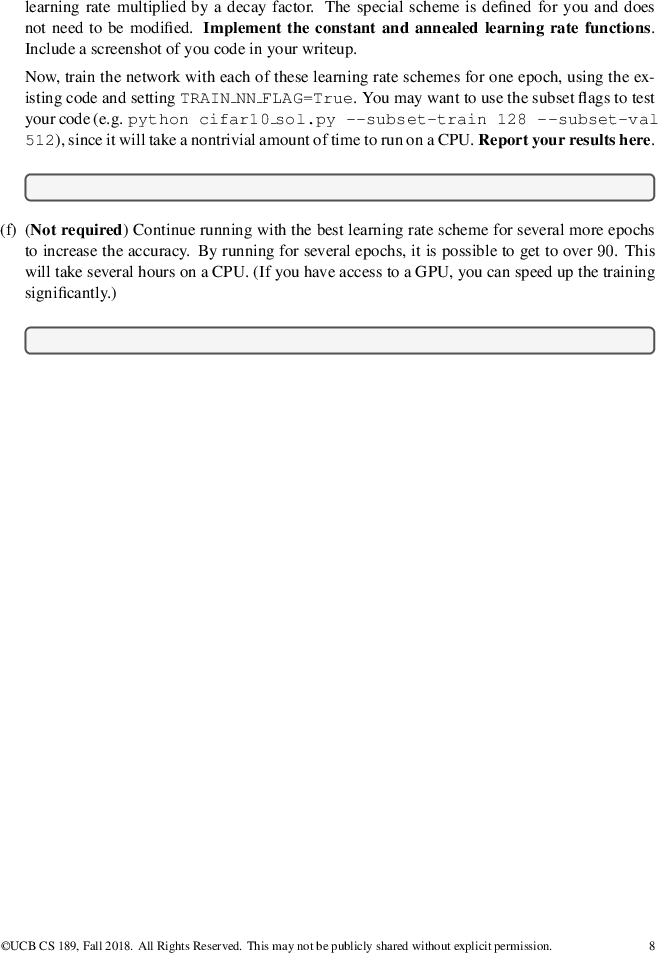 learning rate multiplied by a decay factor. The special scheme is defined for you and does
not need to be modified. Implement the constant and annealed learning rate functions.
Include a screenshot of you code in your writeup.
Now, train the network with each of these learning rate schemes for one epoch, using the ex-
isting code and setting TRAIN_NN_FLAG=True. You may want to use the subset flags to test
your code (e.g. python cifar10_sol.py --subset-train 128 --subset-val
512), since it will take a nontrivial amount of time to run on a CPU. Report your results here.
(f) (Not required) Continue running with the best learning rate scheme for several more epochs
to increase the accuracy. By running for several epochs, it is possible to get to over 90. This
will take several hours on a CPU. (If you have access to a GPU, you can speed up the training
significantly.)
©UCB CS 189, Fall 2018. All Rights Reserved. This may not be publicly shared without explicit permission. 8